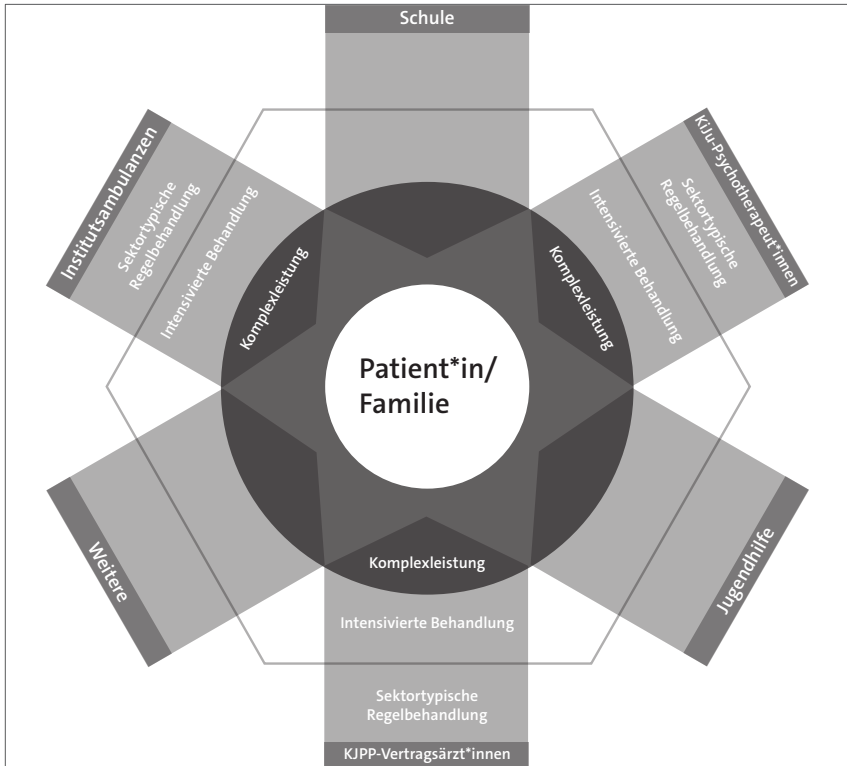 Schule
Institutsambulanzen
Sektortypische
Regelbehandlung
Intensivierte Behandlung
Komplexleistung
KiJu-Psychotherapeut*innen
Sektortypische
Regelbehandlung
Intensivierte Behandlung
Komplexleistung
Patient*in/
Familie
Weitere
Jugendhilfe
Komplexleistung
Intensivierte Behandlung
Sektortypische
Regelbehandlung
KJPP-Vertragsärzt*innen